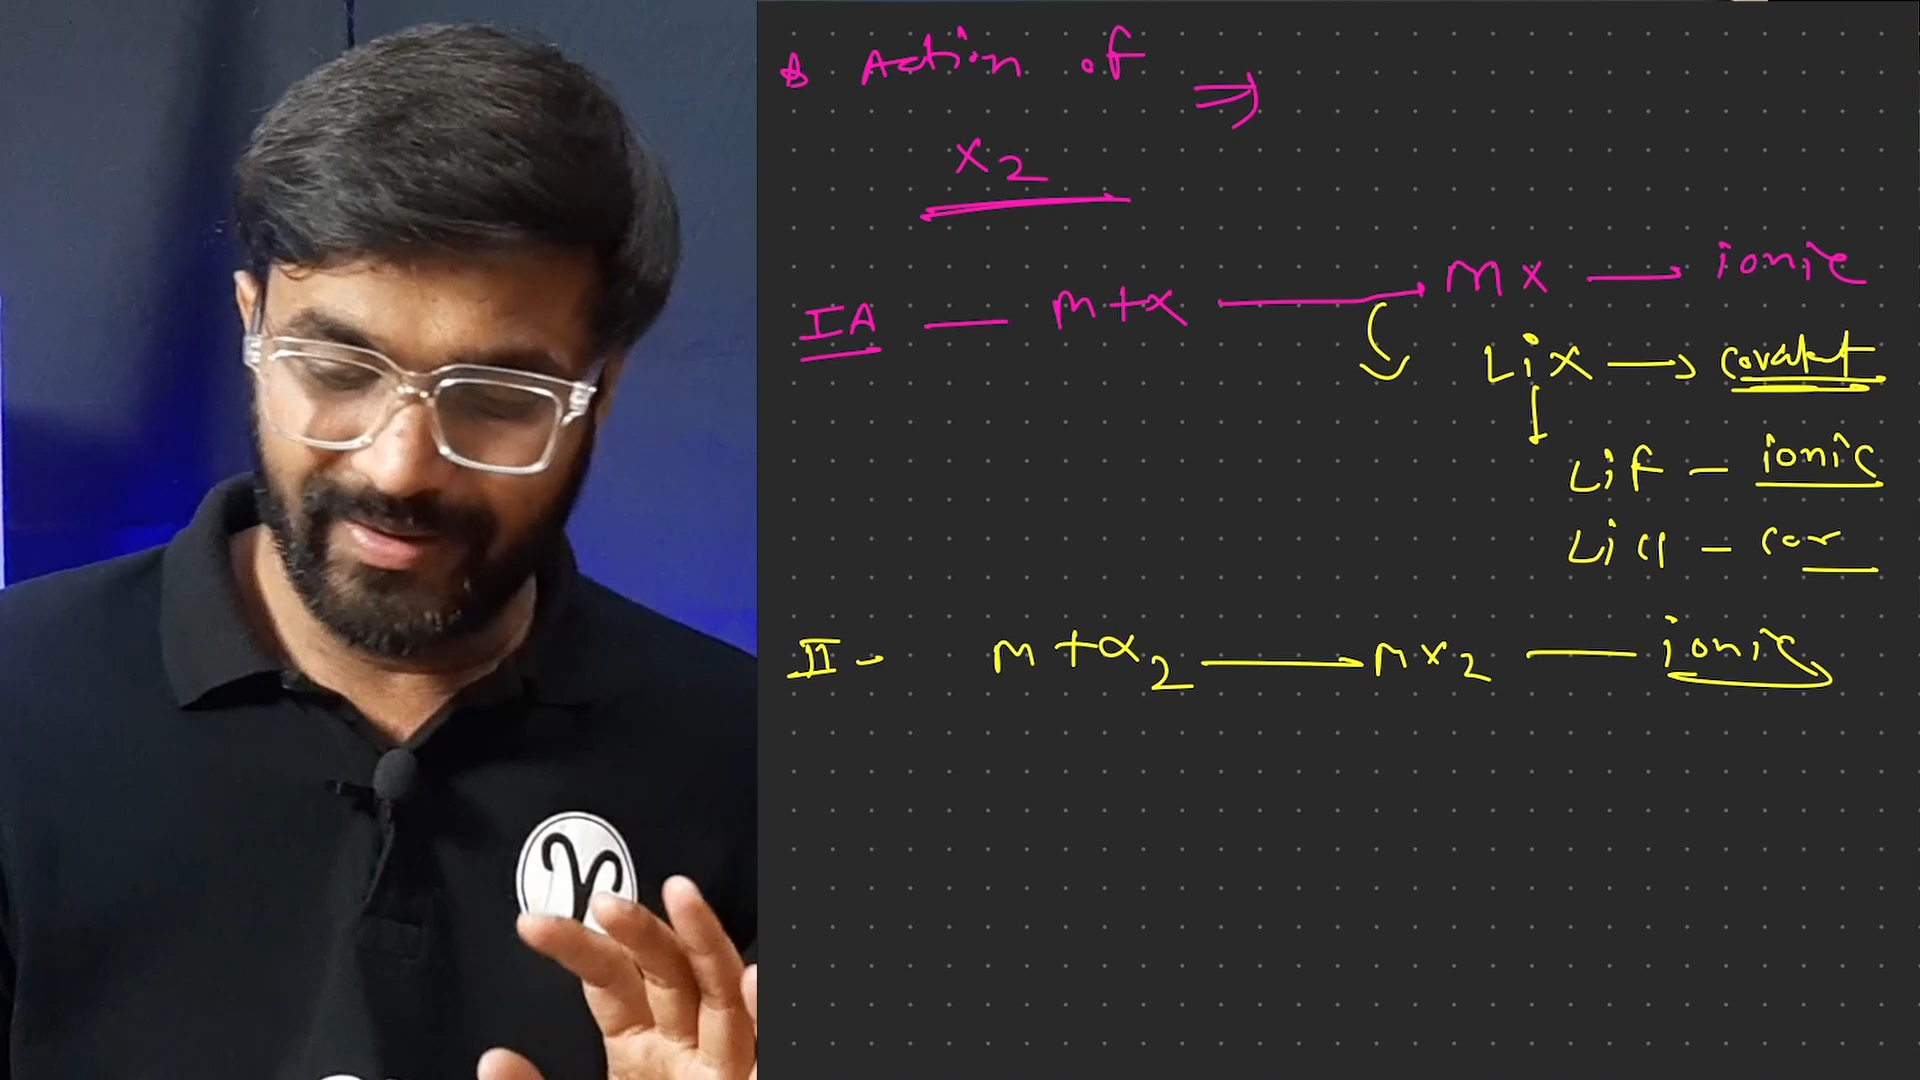 Action of ⇒
X2
IA — M + X → MX → ionic
LiX → covalent
LiF - ionic
LiCl - cov
II - M + X2 → MX2 — ionic